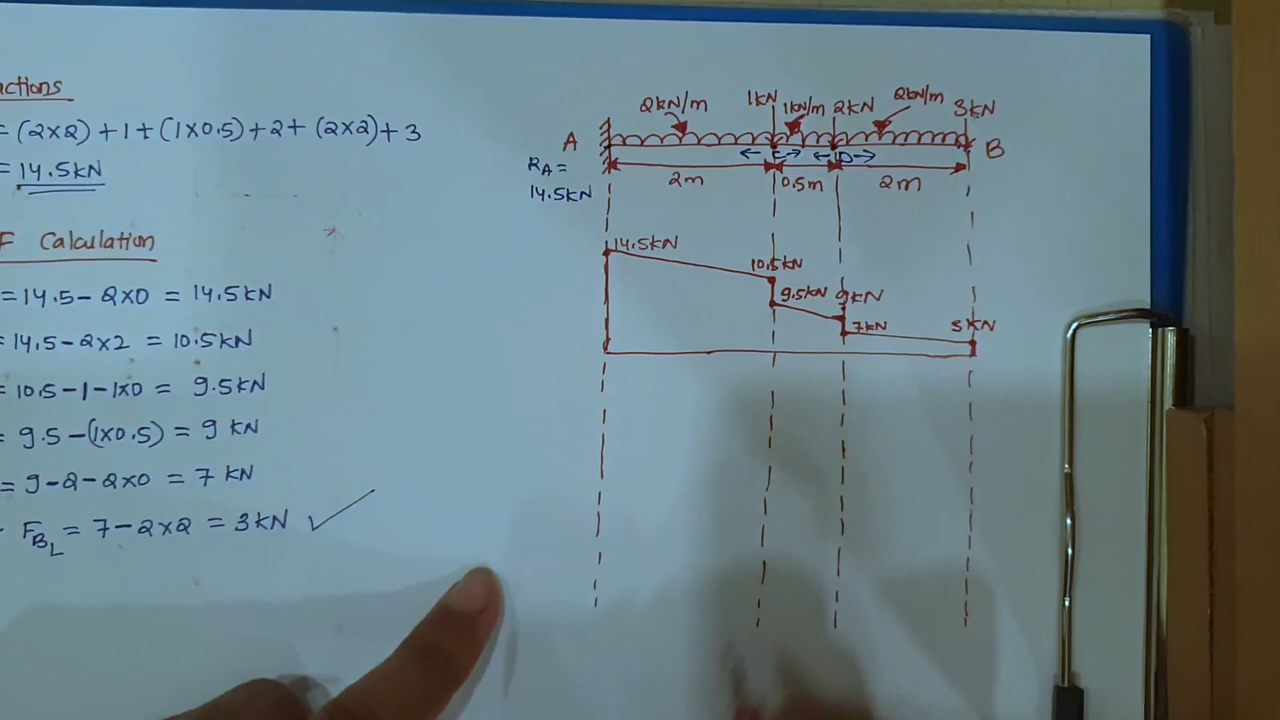 actions
= (2×2)+1+(1×0.5)+2+(2×2)+3
= 14.5kN
F Calculation
= 14.5-2×0 = 14.5kN
= 14.5-2×2 = 10.5kN
= 10.5-1-1×0 = 9.5kN
= 9.5-(1×0.5) = 9 kN
= 9-2-2×0 = 7 kN
F_BL = 7-2×2 = 3kN ✓
2kN/m 1kN 1kN/m 2kN 2kN/m 3kN
A B
← C → ← D →
RA =
14.5kN
2m 0.5m 2m
14.5kN
10.5kN
9.5kN 9kN
7kN 3kN